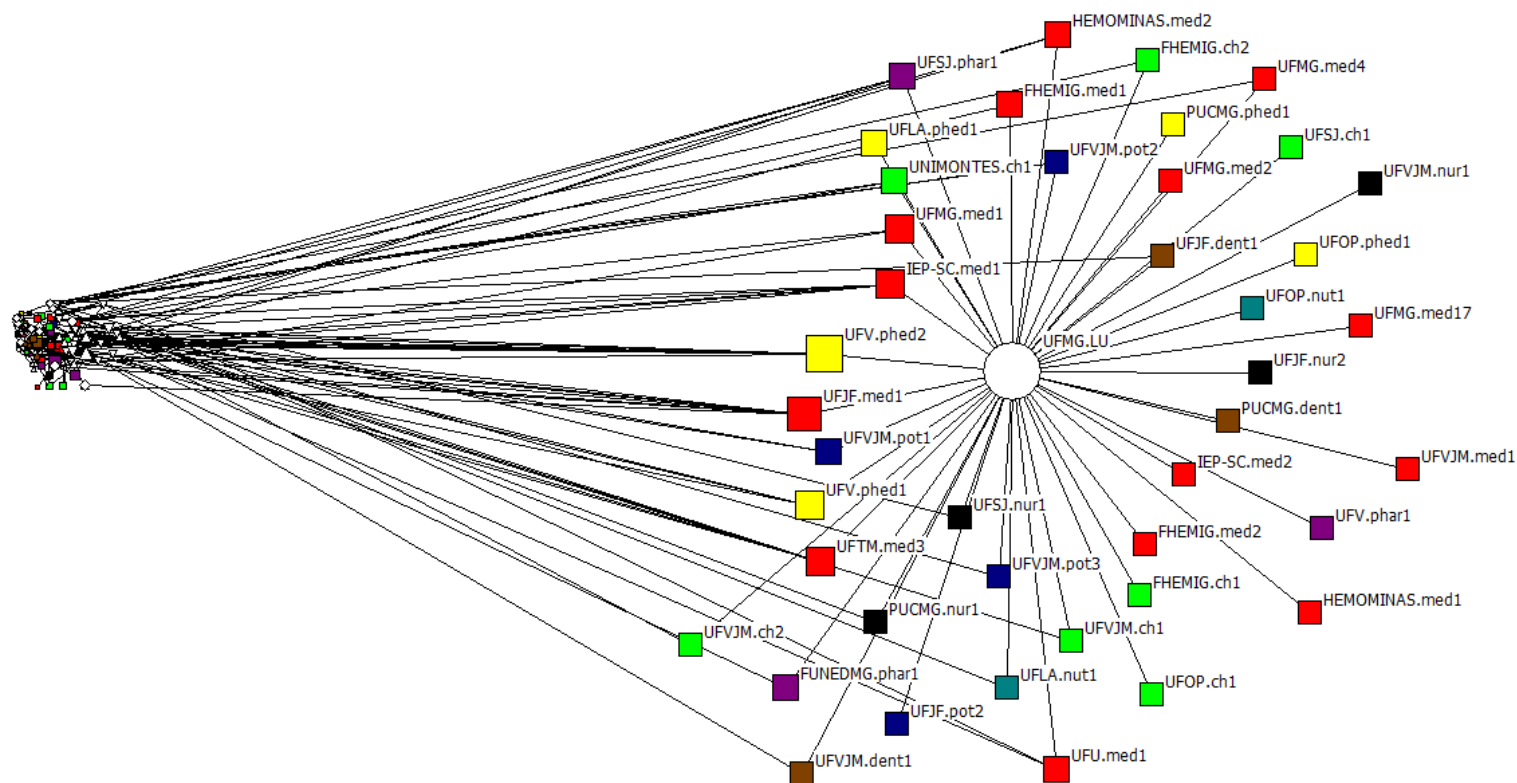 HEMOMINAS.med2
FHEMIG.ch2
UFSJ.phar1
UFMG.med4
FHEMIG.med1
PUCMG.phed1
UFLA.phed1
UFSJ.ch1
UFVJM.pot2
UNIMONTES.ch1
UFMG.med2
UFVJM.nur1
UFMG.med1
UFJF.dent1
UFOP.phed1
IEP-SC.med1
UFOP.nut1
UFMG.med17
UFV.phed2
UFMG.LU
UFJF.nur2
UFJF.med1
PUCMG.dent1
UFVJM.pot1
UFVJM.med1
IEP-SC.med2
UFV.phed1
UFSJ.nur1
UFV.phar1
FHEMIG.med2
UFTM.med3
UFVJM.pot3
FHEMIG.ch1
HEMOMINAS.med1
PUCMG.nur1
UFVJM.ch2
UFVJM.ch1
FUNEDMG.phar1
UFLA.nut1
UFOP.ch1
UFJF.pot2
UFVJM.dent1
UFU.med1